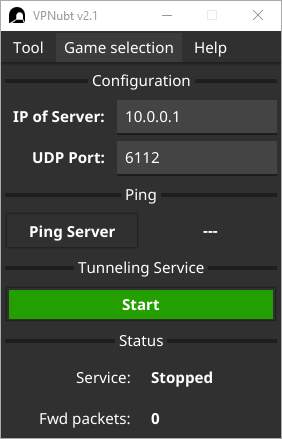 VPNubt v2.1
Tool Game selection Help
Configuration
IP of Server: 10.0.0.1
UDP Port: 6112
Ping
Ping Server ---
Tunneling Service
Start
Status
Service: Stopped
Fwd packets: 0